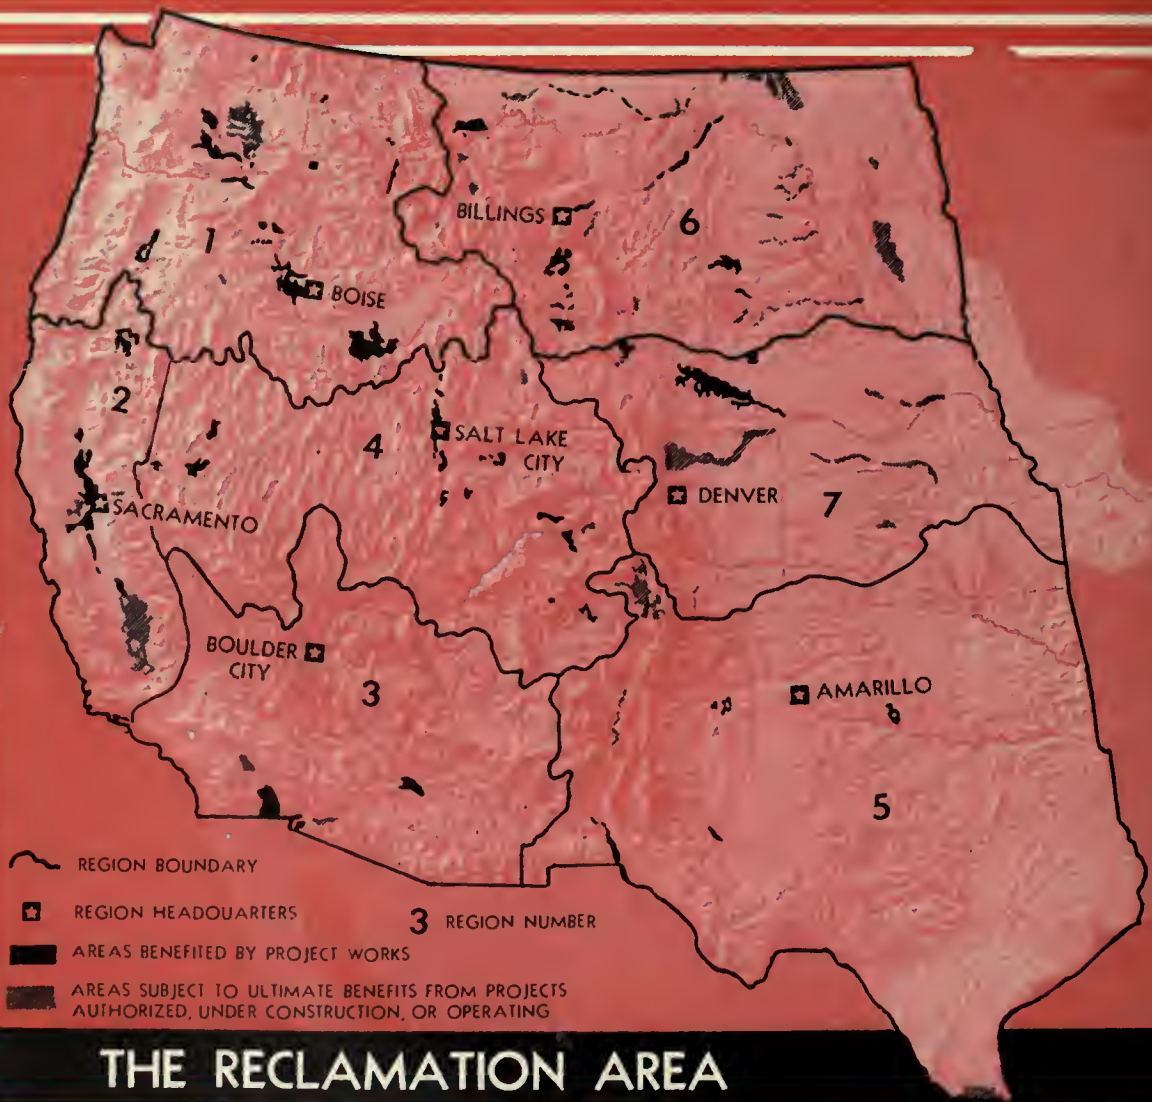 BILLINGS
6
1
BOISE
2
4
SALT LAKE
CITY
DENVER
7
SACRAMENTO
BOULDER
CITY
3
AMARILLO
5
REGION BOUNDARY
REGION HEADQUARTERS
3 REGION NUMBER
AREAS BENEFITED BY PROJECT WORKS
AREAS SUBJECT TO ULTIMATE BENEFITS FROM PROJECTS
AUTHORIZED, UNDER CONSTRUCTION, OR OPERATING
THE RECLAMATION AREA